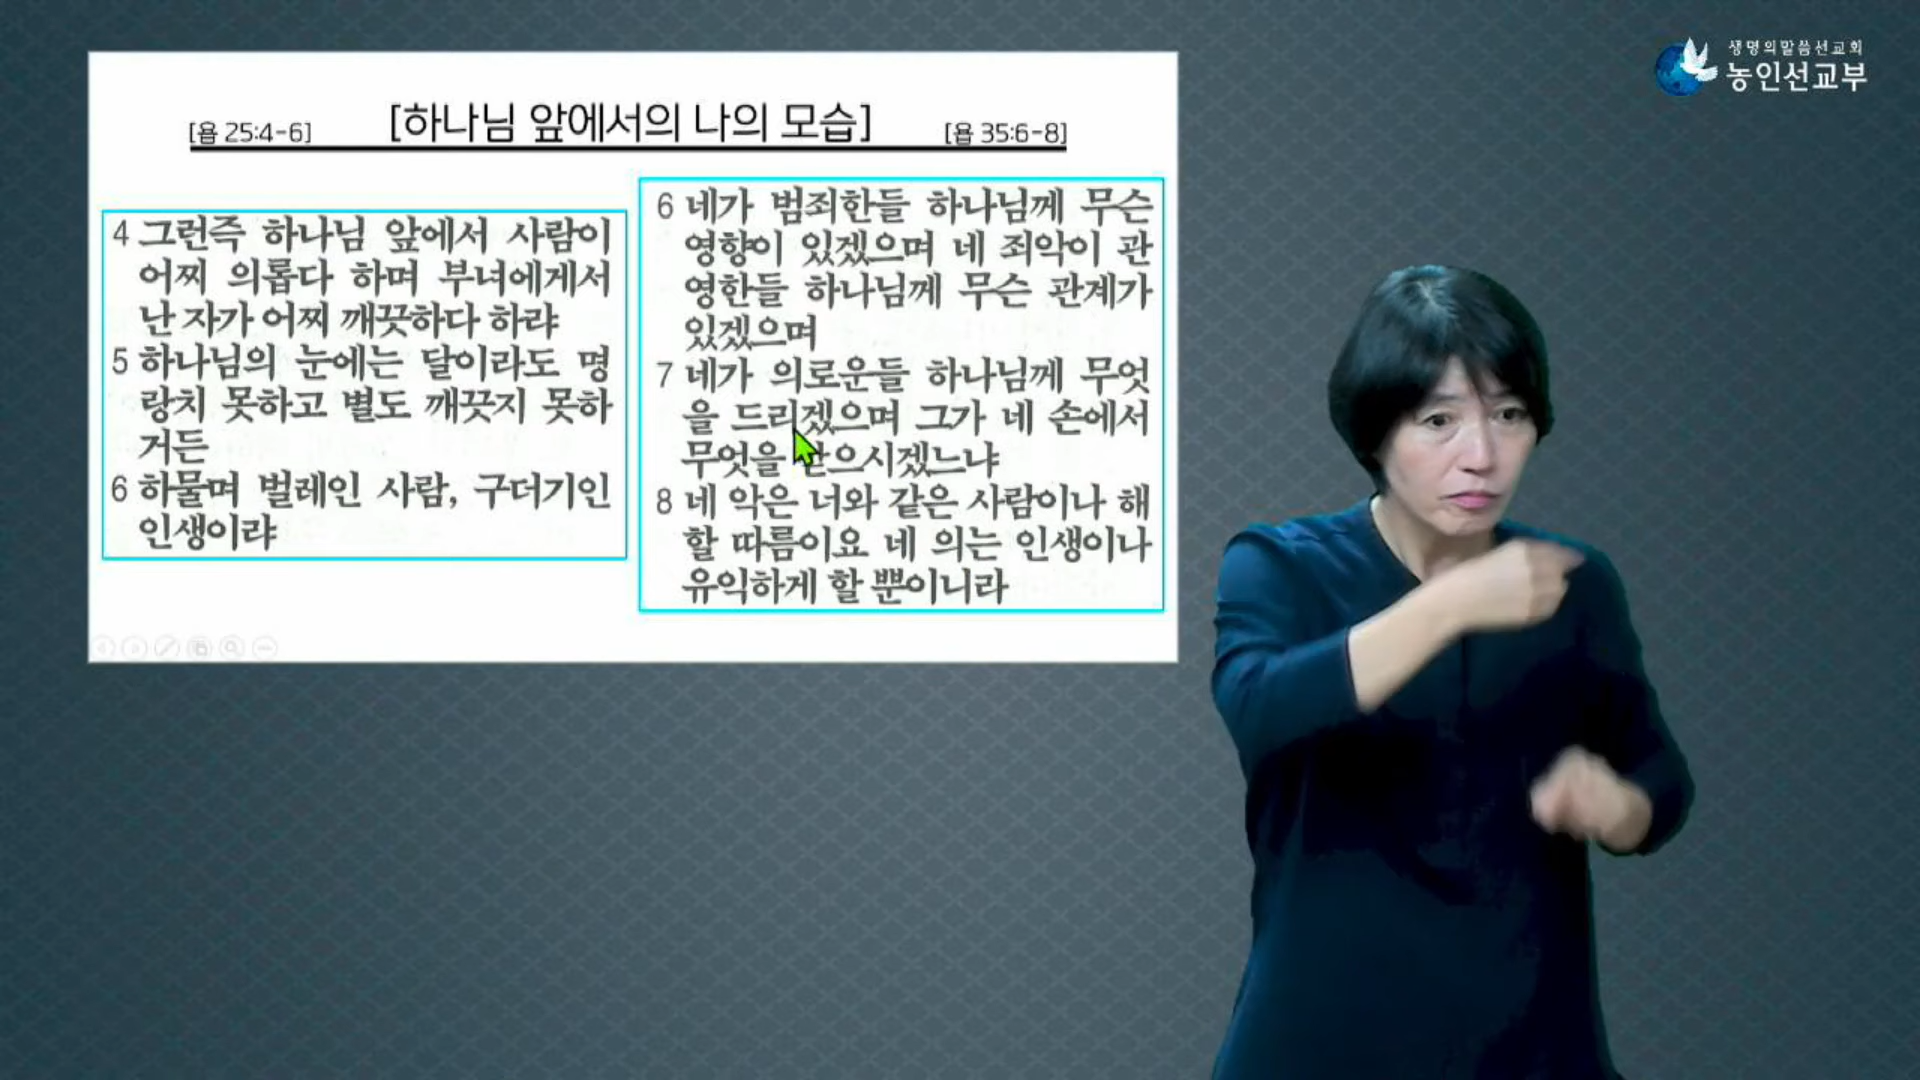 생명의말씀선교회
농인선교부
[욥 25:4-6]
[하나님 앞에서의 나의 모습]
[욥 35:6-8]
4 그런즉 하나님 앞에서 사람이
어찌 의롭다 하며 부녀에게서
난 자가 어찌 깨끗하다 하랴
5 하나님의 눈에는 달이라도 명
랑치 못하고 별도 깨끗지 못하
거든
6 하물며 벌레인 사람, 구더기인
인생이랴
6 네가 범죄한들 하나님께 무슨
영향이 있겠으며 네 죄악이 관
영한들 하나님께 무슨 관계가
있겠으며
7 네가 의로운들 하나님께 무엇
을 드리겠으며 그가 네 손에서
무엇을 받으시겠느냐
8 네 악은 너와 같은 사람이나 해
할 따름이요 네 의는 인생이나
유익하게 할 뿐이니라